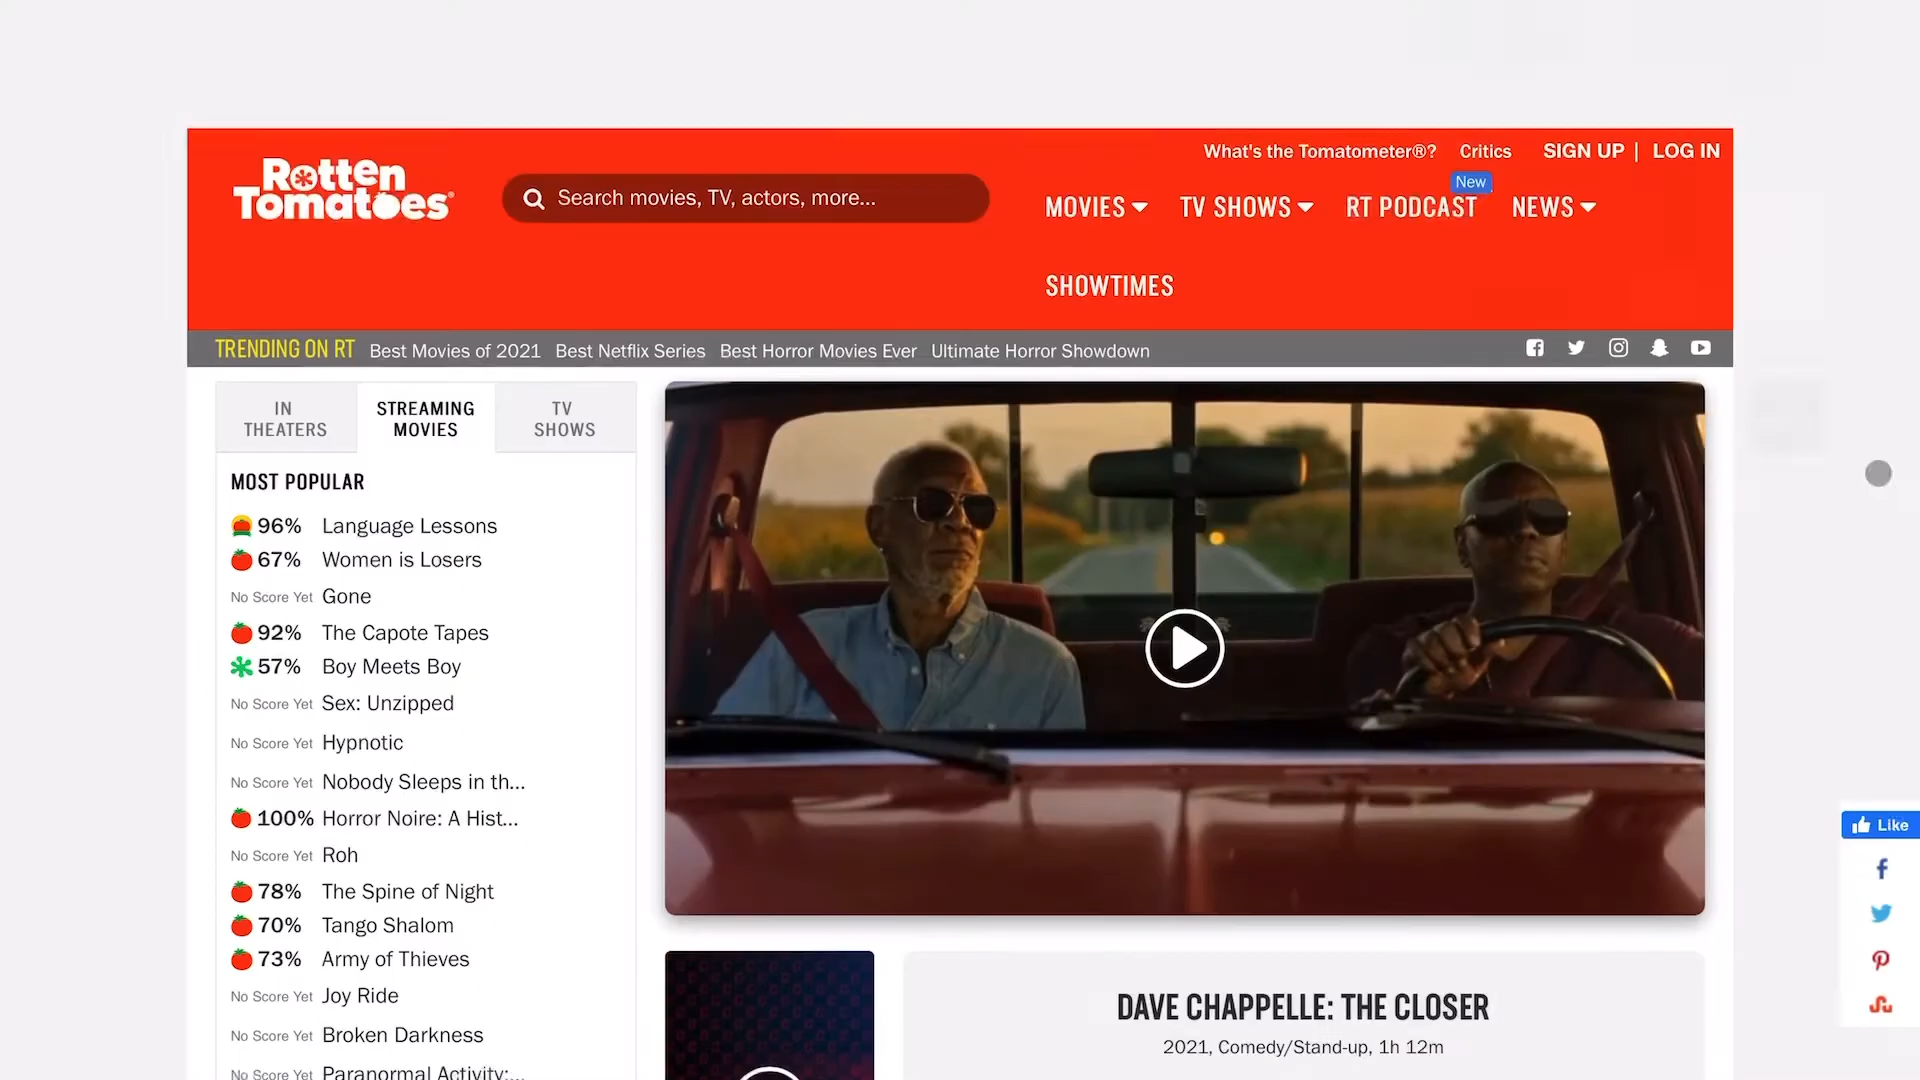 What's the Tomatometer®? Critics SIGN UP | LOG IN
Rotten
Tomatoes®
Search movies, TV, actors, more...
New
MOVIES TV SHOWS RT PODCAST NEWS
SHOWTIMES
TRENDING ON RT Best Movies of 2021 Best Netflix Series Best Horror Movies Ever Ultimate Horror Showdown
IN
THEATERS
STREAMING
MOVIES
TV
SHOWS
MOST POPULAR
96% Language Lessons
67% Women is Losers
No Score Yet Gone
92% The Capote Tapes
57% Boy Meets Boy
No Score Yet Sex: Unzipped
No Score Yet Hypnotic
No Score Yet Nobody Sleeps in th...
100% Horror Noire: A Hist...
No Score Yet Roh
78% The Spine of Night
70% Tango Shalom
73% Army of Thieves
No Score Yet Joy Ride
No Score Yet Broken Darkness
No Score Yet Paranormal Activity:...
DAVE CHAPPELLE: THE CLOSER
2021, Comedy/Stand-up, 1h 12m
Like